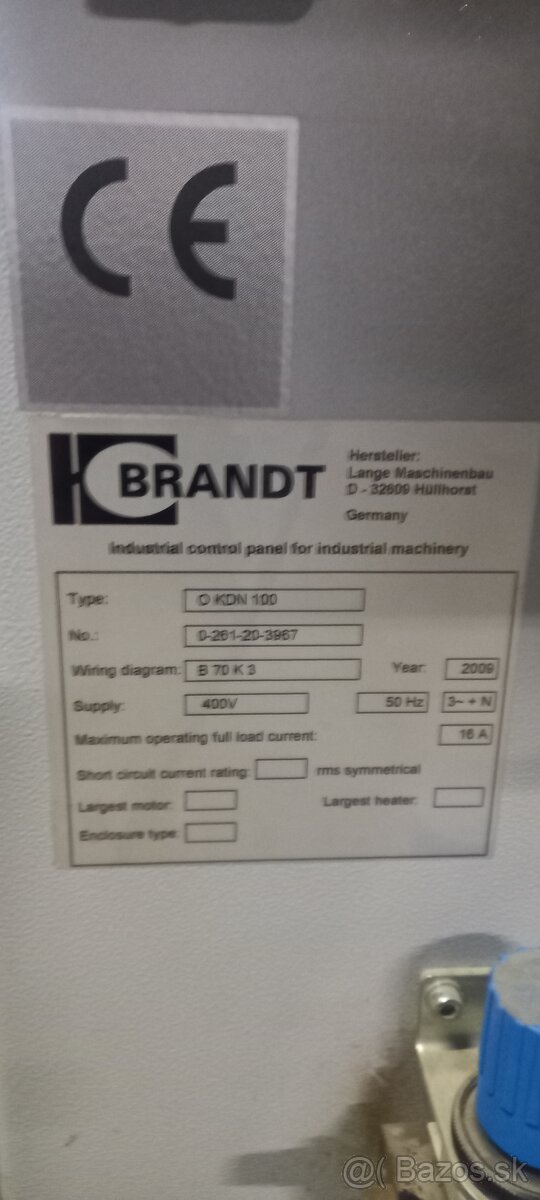 CE
BRANDT
Hersteller:
Lange Maschinenbau
D - 32609 Hüllhorst
Germany
Industrial control panel for industrial machinery
Type: O KDN 100
No.: 0-261-20-3967
Wiring diagram: B 70 K 3 Year: 2009
Supply: 400V 50 Hz 3~ + N
Maximum operating full load current: 16 A
Short circuit current rating: rms symmetrical
Largest motor: Largest heater:
Enclosure type:
@( Bazos.sk